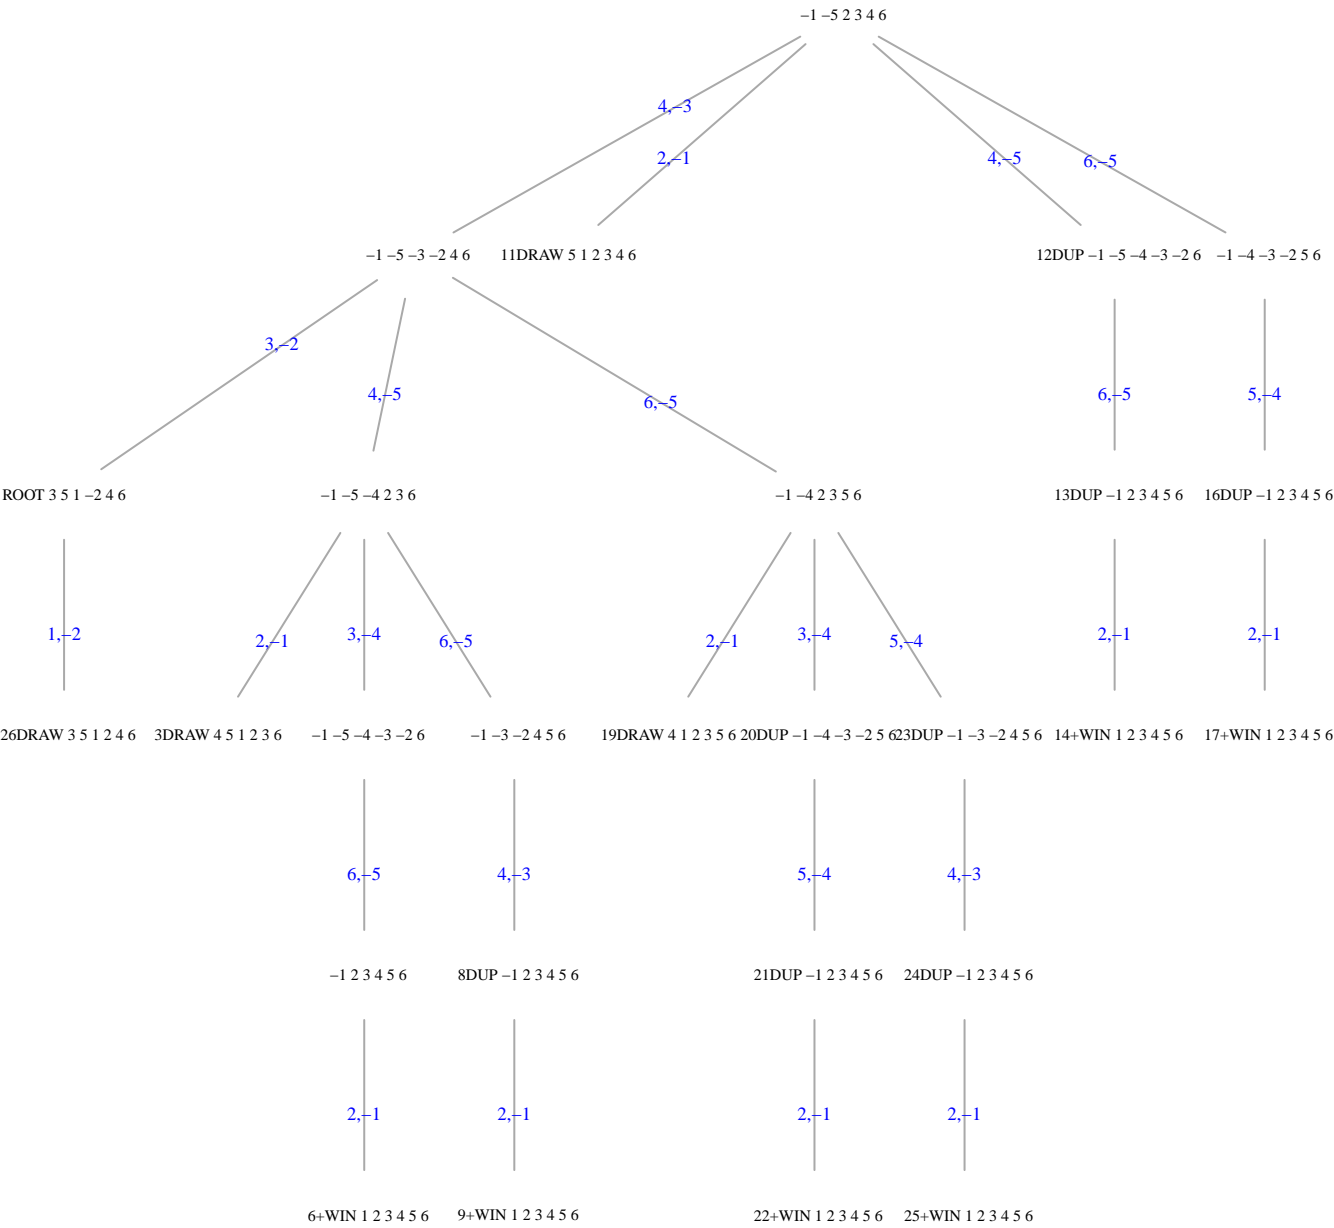 –1 –5 2 3 4 6
4,–3
2,–1
4,–5
6,–5
–1 –5 –3 –2 4 6
11DRAW 5 1 2 3 4 6
12DUP –1 –5 –4 –3 –2 6
–1 –4 –3 –2 5 6
3,–2
4,–5
6,–5
6,–5
5,–4
ROOT 3 5 1 –2 4 6
–1 –5 –4 2 3 6
–1 –4 2 3 5 6
13DUP –1 2 3 4 5 6
16DUP –1 2 3 4 5 6
1,–2
2,–1
3,–4
6,–5
2,–1
3,–4
5,–4
2,–1
2,–1
26DRAW 3 5 1 2 4 6
3DRAW 4 5 1 2 3 6
–1 –5 –4 –3 –2 6
–1 –3 –2 4 5 6
19DRAW 4 1 2 3 5 6
20DUP –1 –4 –3 –2 5 6
23DUP –1 –3 –2 4 5 6
14+WIN 1 2 3 4 5 6
17+WIN 1 2 3 4 5 6
6,–5
4,–3
5,–4
4,–3
–1 2 3 4 5 6
8DUP –1 2 3 4 5 6
21DUP –1 2 3 4 5 6
24DUP –1 2 3 4 5 6
2,–1
2,–1
2,–1
2,–1
6+WIN 1 2 3 4 5 6
9+WIN 1 2 3 4 5 6
22+WIN 1 2 3 4 5 6
25+WIN 1 2 3 4 5 6